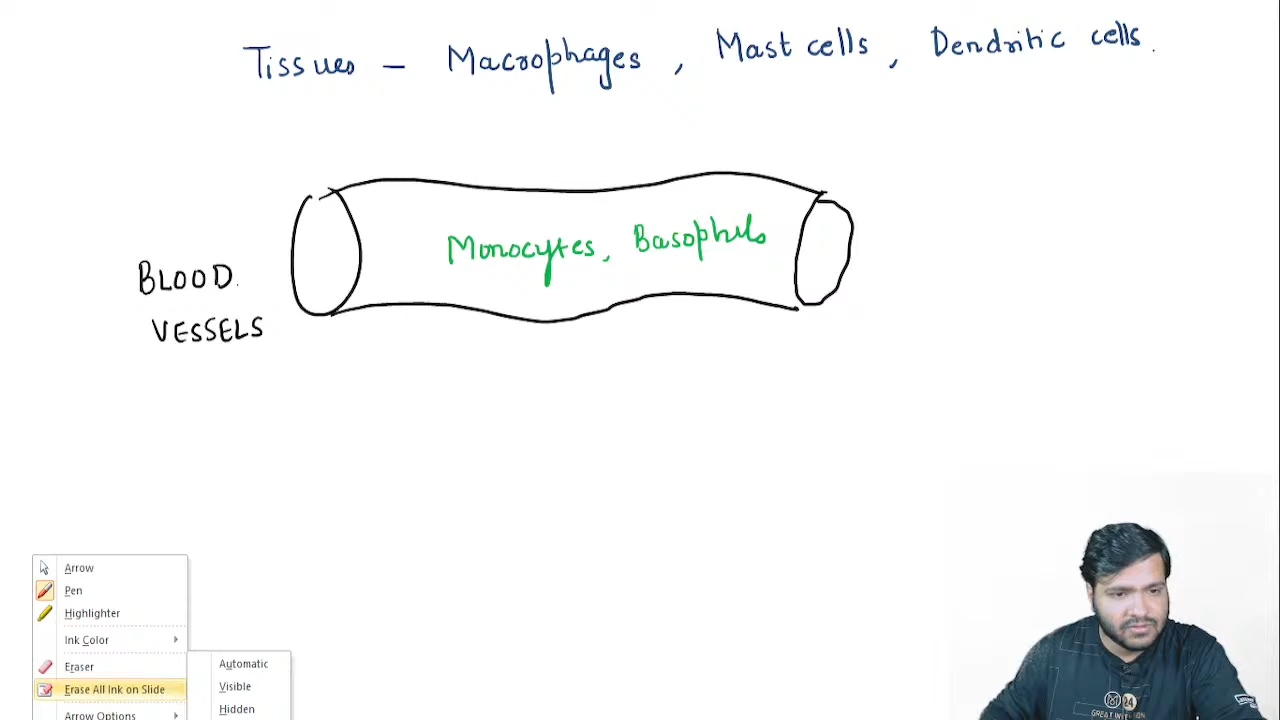 Tissues - Macrophages, Mast cells, Dendritic cells.
Monocytes, Basophils
BLOOD
VESSELS
Arrow
Pen
Highlighter
Ink Color
Eraser
Erase All Ink on Slide
Arrow Options
Automatic
Visible
Hidden
24